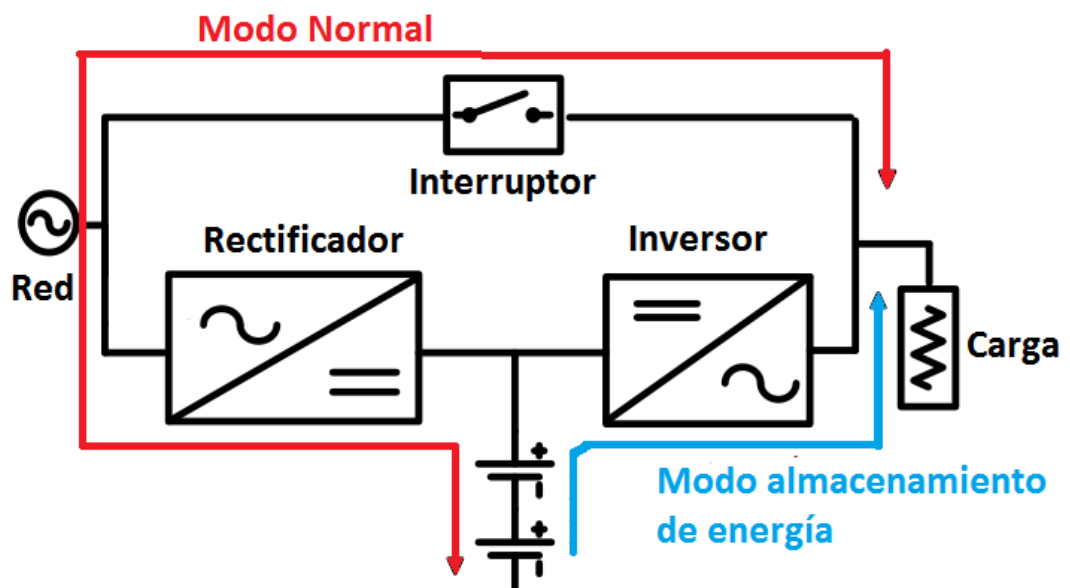 Modo Normal
Interruptor
Rectificador
Inversor
Red
Carga
Modo almacenamiento
de energía